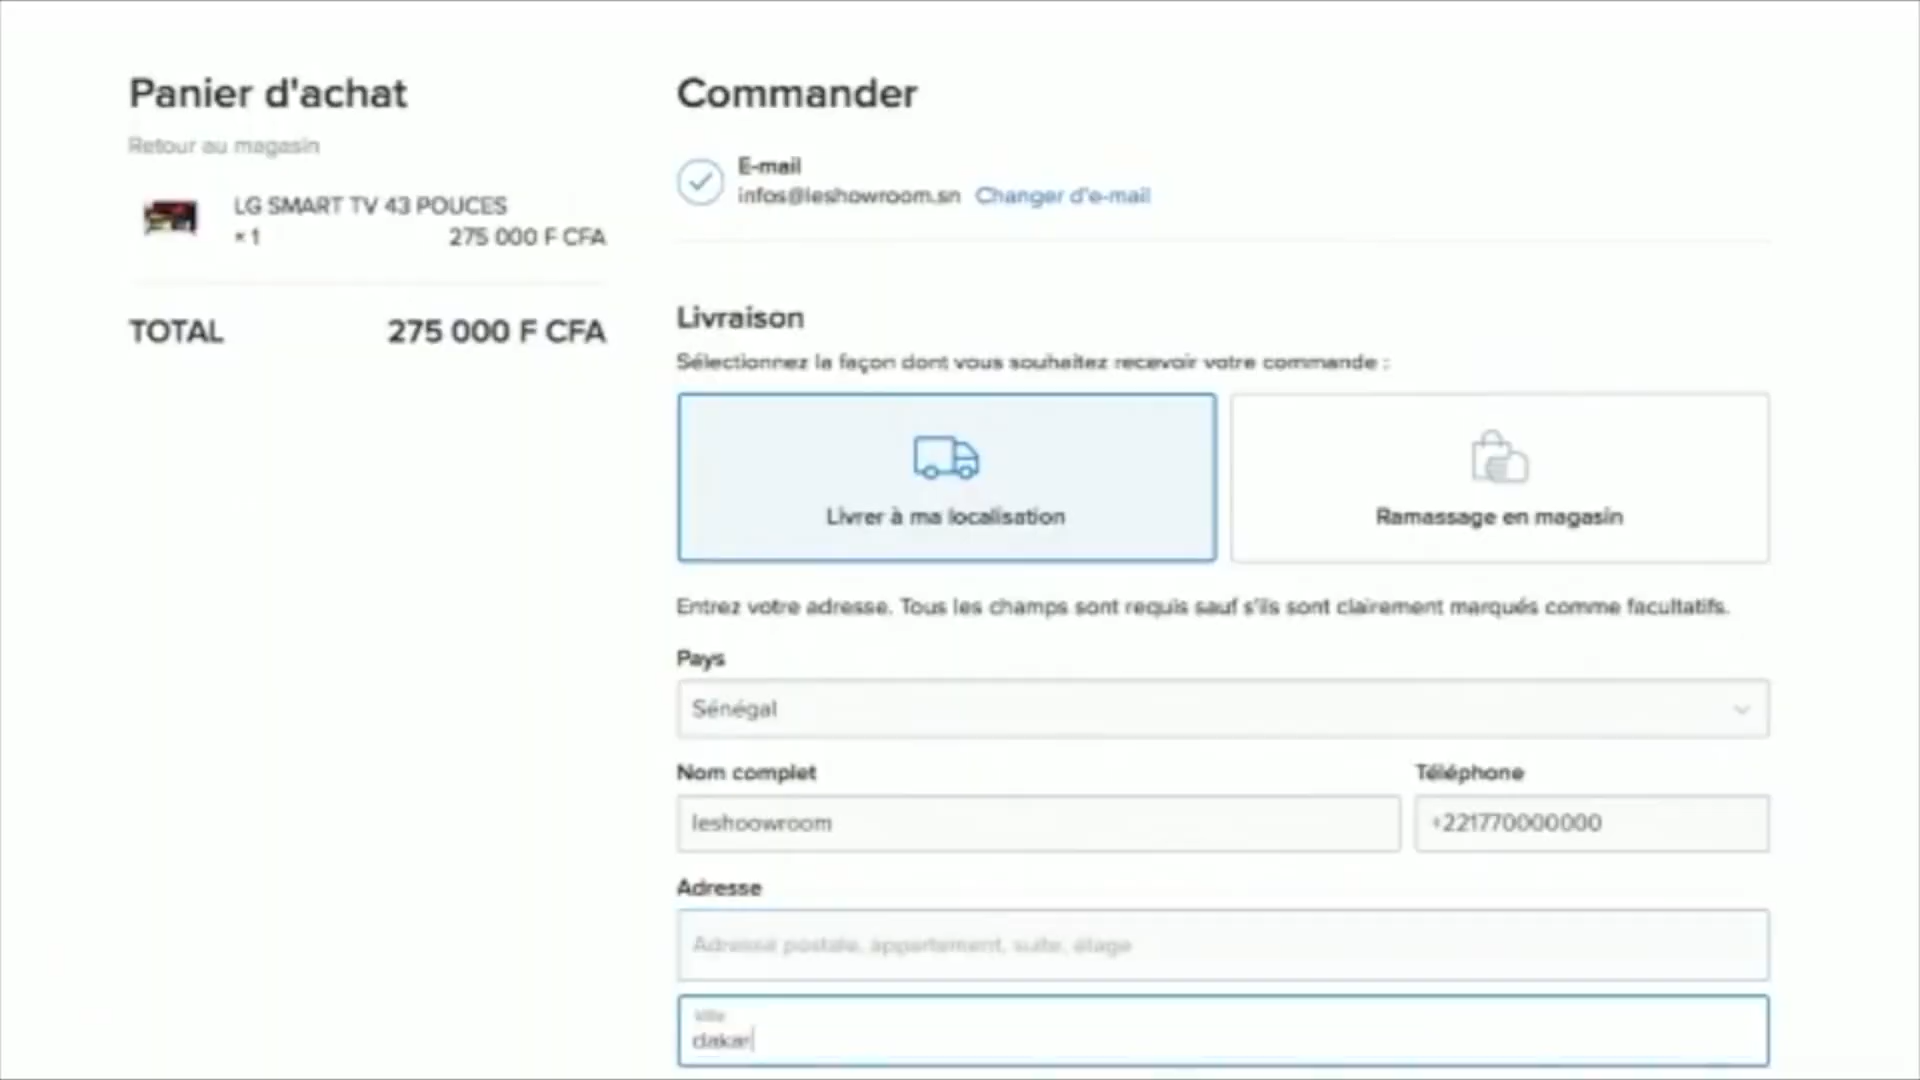 Panier d'achat
Retour au magasin
LG SMART TV 43 POUCES
× 1 275 000 F CFA
TOTAL 275 000 F CFA
Commander
E-mail
infos@leshowroom.sn Changer d'e-mail
Livraison
Sélectionnez la façon dont vous souhaitez recevoir votre commande :
Livrer à ma localisation
Ramassage en magasin
Entrez votre adresse. Tous les champs sont requis sauf s'ils sont clairement marqués comme facultatifs.
Pays
Sénégal
Nom complet
leshoowroom
Téléphone
+221770000000
Adresse
Adresse postale, appartement, suite, étage
Ville
dakar